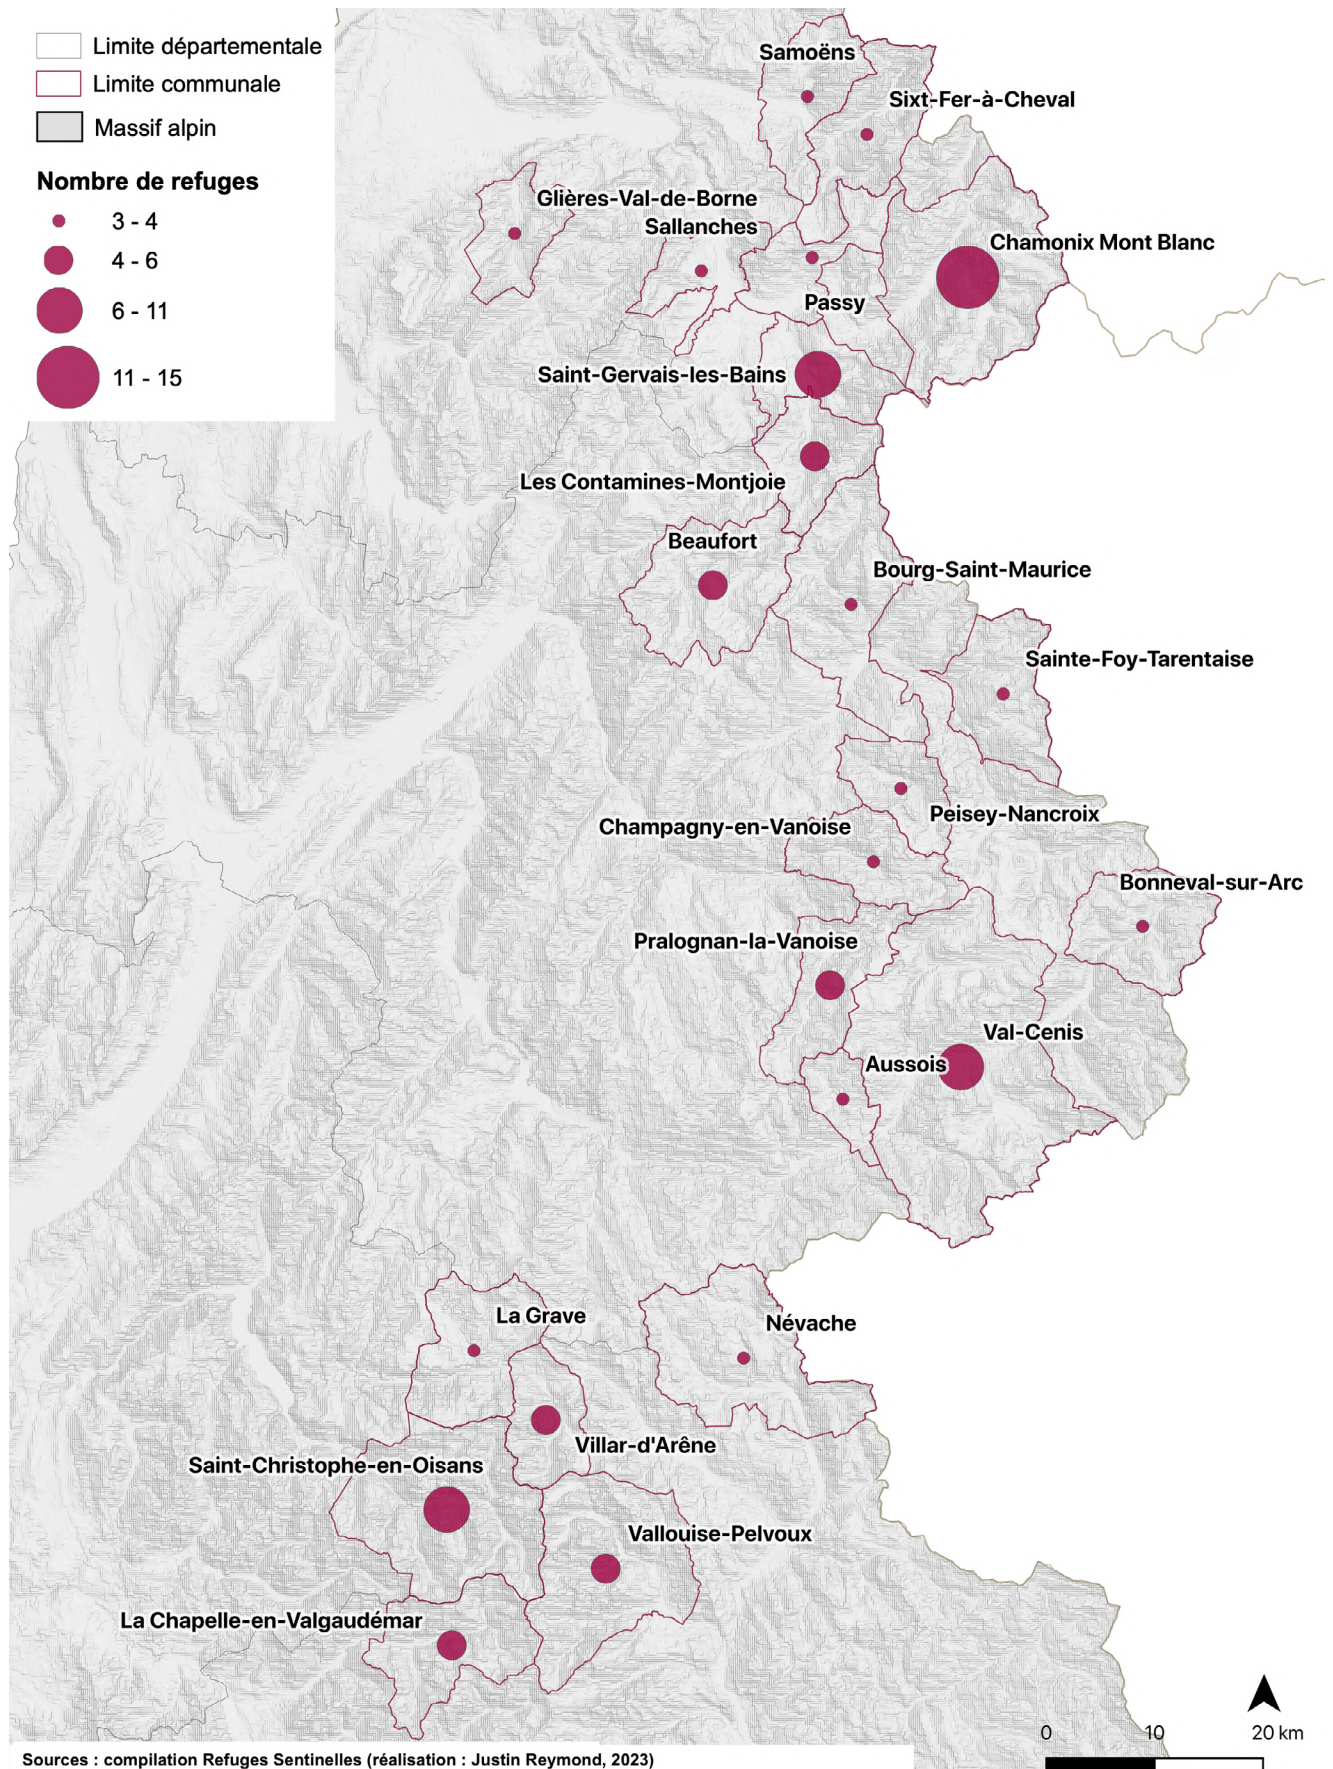 Limite départementale
Limite communale
Massif alpin
Nombre de refuges
3 - 4
4 - 6
6 - 11
11 - 15
Samoëns
Sixt-Fer-à-Cheval
Glières-Val-de-Borne
Sallanches
Chamonix Mont Blanc
Passy
Saint-Gervais-les-Bains
Les Contamines-Montjoie
Beaufort
Bourg-Saint-Maurice
Sainte-Foy-Tarentaise
Peisey-Nancroix
Champagny-en-Vanoise
Bonneval-sur-Arc
Pralognan-la-Vanoise
Val-Cenis
Aussois
La Grave
Névache
Villar-d'Arêne
Saint-Christophe-en-Oisans
Vallouise-Pelvoux
La Chapelle-en-Valgaudémar
0 10 20 km
Sources : compilation Refuges Sentinelles (réalisation : Justin Reymond, 2023)